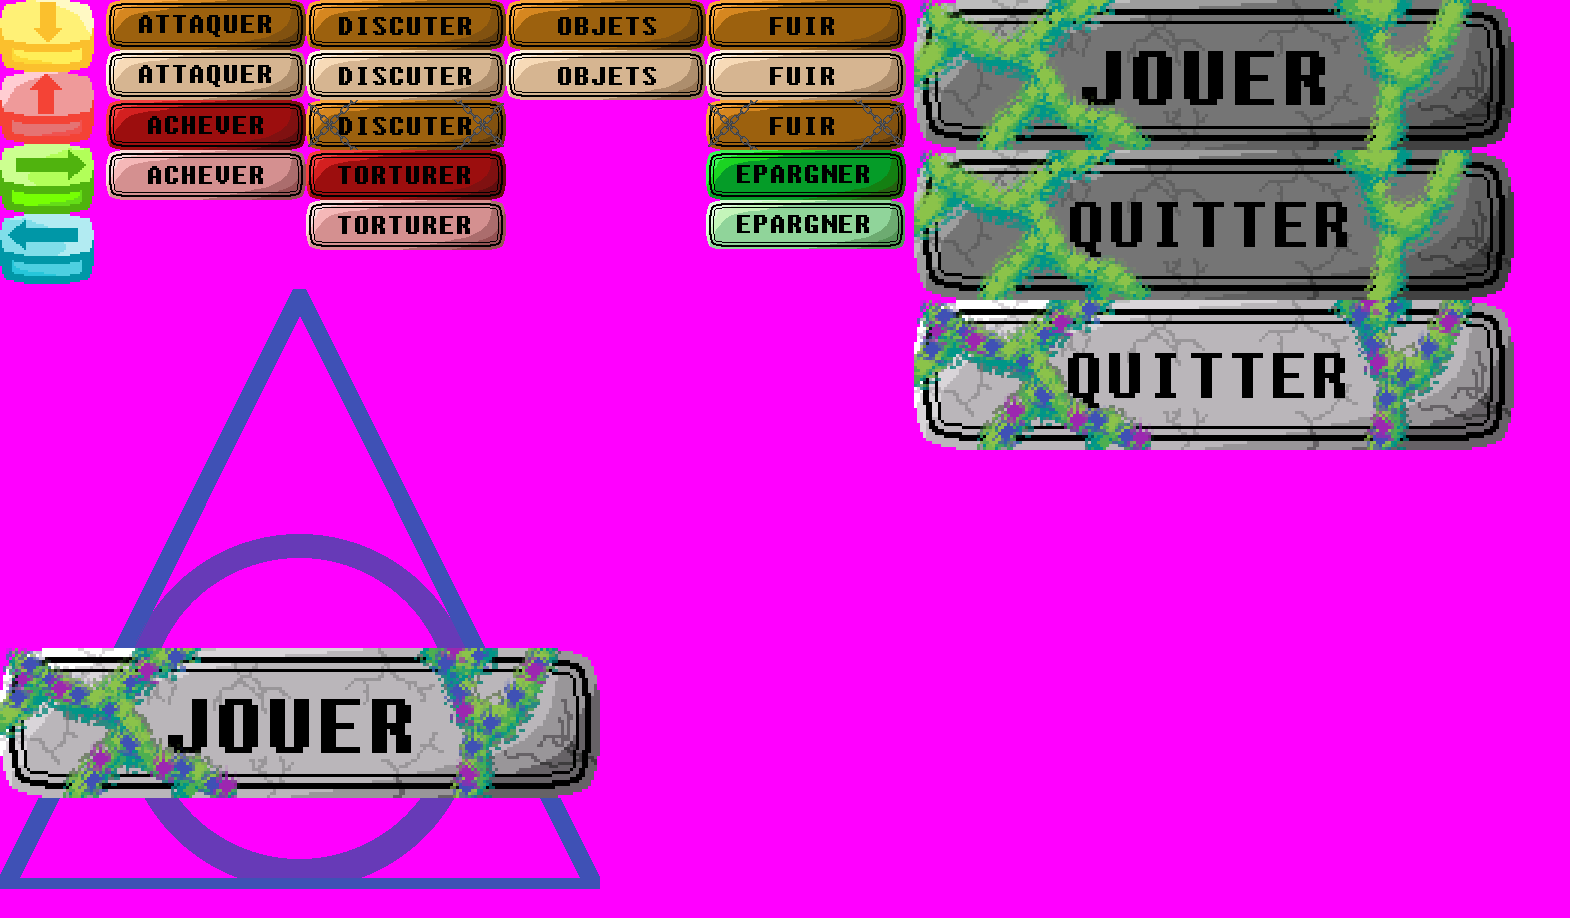 ATTAQUER DISCUTER OBJETS FUIR
ATTAQUER DISCUTER OBJETS FUIR
ACHEVER DISCUTER FUIR
ACHEVER TORTURER EPARGNER
TORTURER EPARGNER
JOUER
QUITTER
QUITTER
JOUER